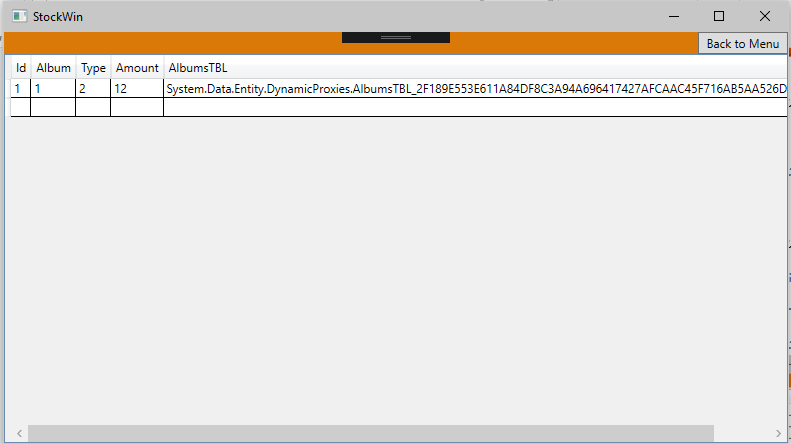 StockWin
Back to Menu
Id Album Type Amount AlbumsTBL
1 1 2 12 System.Data.Entity.DynamicProxies.AlbumsTBL_2F189E553E611A84DF8C3A94A696417427AFCAAC45F716AB5AA526D